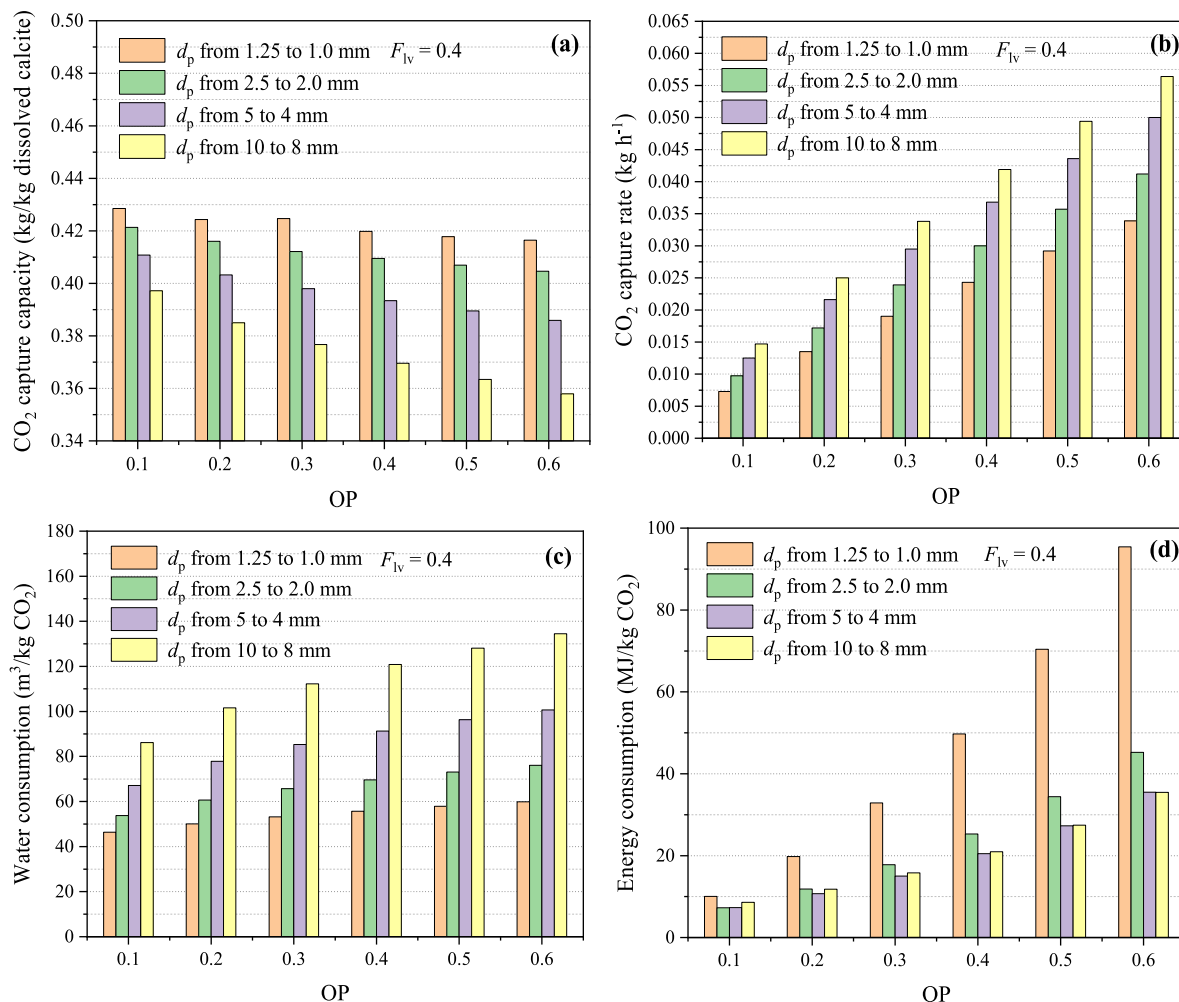 (a)
d_p from 1.25 to 1.0 mm F_lv = 0.4
d_p from 2.5 to 2.0 mm
d_p from 5 to 4 mm
d_p from 10 to 8 mm
CO₂ capture capacity (kg/kg dissolved calcite)
0.50
0.48
0.46
0.44
0.42
0.40
0.38
0.36
0.34
0.1 0.2 0.3 0.4 0.5 0.6
OP
(b)
d_p from 1.25 to 1.0 mm F_lv = 0.4
d_p from 2.5 to 2.0 mm
d_p from 5 to 4 mm
d_p from 10 to 8 mm
CO₂ capture rate (kg h⁻¹)
0.065
0.060
0.055
0.050
0.045
0.040
0.035
0.030
0.025
0.020
0.015
0.010
0.005
0.000
0.1 0.2 0.3 0.4 0.5 0.6
OP
(c)
d_p from 1.25 to 1.0 mm F_lv = 0.4
d_p from 2.5 to 2.0 mm
d_p from 5 to 4 mm
d_p from 10 to 8 mm
Water consumption (m³/kg CO₂)
180
160
140
120
100
80
60
40
20
0
0.1 0.2 0.3 0.4 0.5 0.6
OP
(d)
d_p from 1.25 to 1.0 mm F_lv = 0.4
d_p from 2.5 to 2.0 mm
d_p from 5 to 4 mm
d_p from 10 to 8 mm
Energy consumption (MJ/kg CO₂)
100
80
60
40
20
0
0.1 0.2 0.3 0.4 0.5 0.6
OP